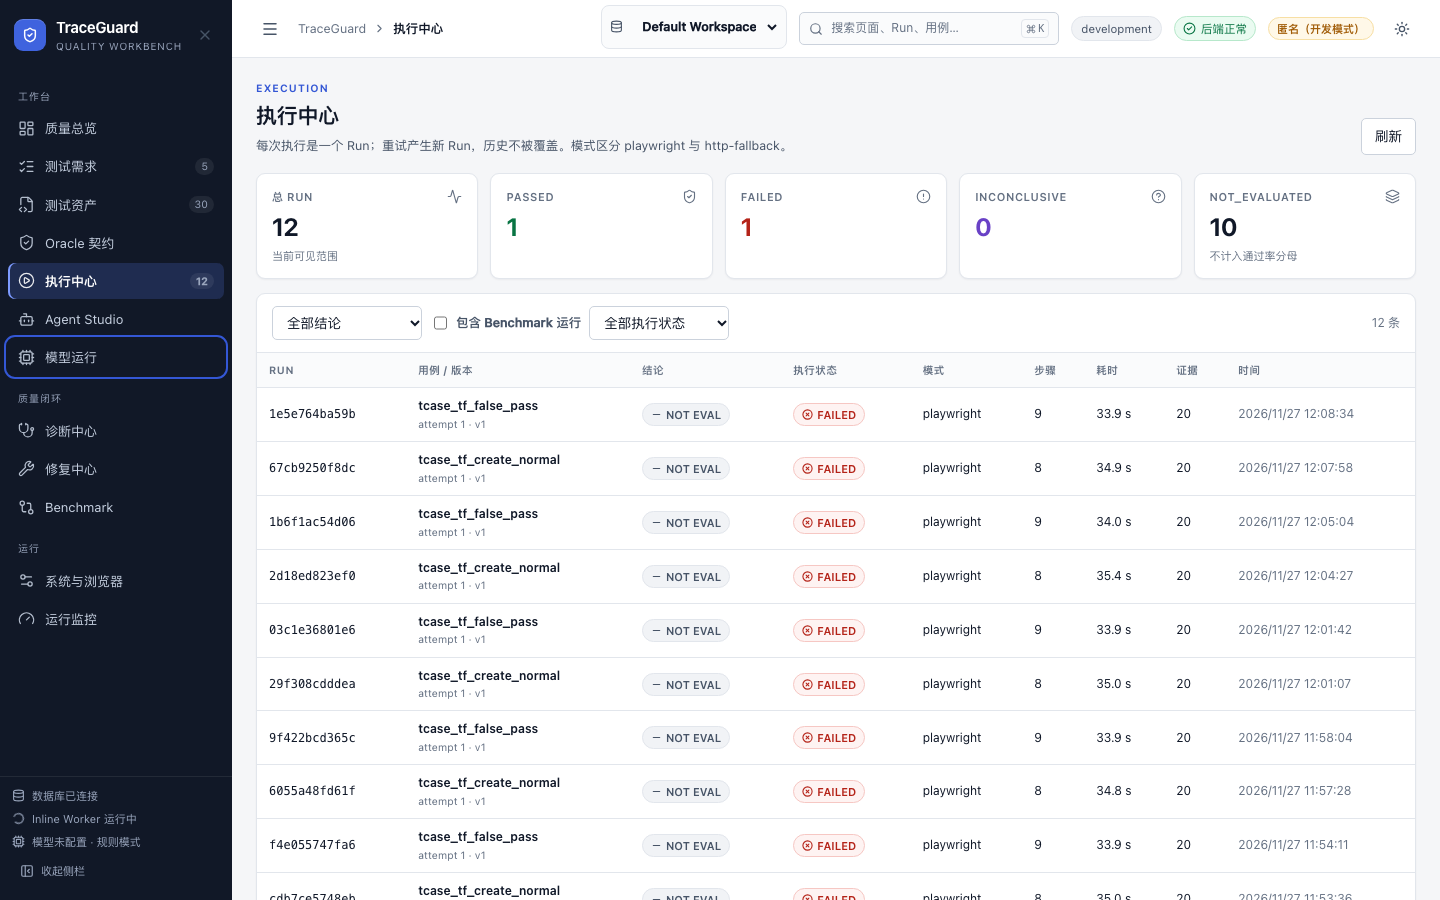 TraceGuard
QUALITY WORKBENCH
工作台
质量总览
测试需求 5
测试资产 30
Oracle 契约
执行中心 12
Agent Studio
模型运行
质量闭环
诊断中心
修复中心
Benchmark
运行
系统与浏览器
运行监控
数据库已连接
Inline Worker 运行中
模型未配置 · 规则模式
收起侧栏
TraceGuard > 执行中心
Default Workspace
搜索页面、Run、用例... ⌘ K
development
后端正常
匿名（开发模式）
EXECUTION
执行中心
每次执行是一个 Run；重试产生新 Run，历史不被覆盖。模式区分 playwright 与 http-fallback。
刷新
总 RUN
12
当前可见范围
PASSED
1
FAILED
1
INCONCLUSIVE
0
NOT_EVALUATED
10
不计入通过率分母
全部结论 包含 Benchmark 运行 全部执行状态 12 条
RUN 用例 / 版本 结论 执行状态 模式 步骤 耗时 证据 时间
1e5e764ba59b tcase_tf_false_pass — NOT EVAL FAILED playwright 9 33.9 s 20 2026/11/27 12:08:34
attempt 1 · v1
67cb9250f8dc tcase_tf_create_normal — NOT EVAL FAILED playwright 8 34.9 s 20 2026/11/27 12:07:58
attempt 1 · v1
1b6f1ac54d06 tcase_tf_false_pass — NOT EVAL FAILED playwright 9 34.0 s 20 2026/11/27 12:05:04
attempt 1 · v1
2d18ed823ef0 tcase_tf_create_normal — NOT EVAL FAILED playwright 8 35.4 s 20 2026/11/27 12:04:27
attempt 1 · v1
03c1e36801e6 tcase_tf_false_pass — NOT EVAL FAILED playwright 9 33.9 s 20 2026/11/27 12:01:42
attempt 1 · v1
29f308cdddea tcase_tf_create_normal — NOT EVAL FAILED playwright 8 35.0 s 20 2026/11/27 12:01:07
attempt 1 · v1
9f422bcd365c tcase_tf_false_pass — NOT EVAL FAILED playwright 9 33.9 s 20 2026/11/27 11:58:04
attempt 1 · v1
6055a48fd61f tcase_tf_create_normal — NOT EVAL FAILED playwright 8 34.8 s 20 2026/11/27 11:57:28
attempt 1 · v1
f4e055747fa6 tcase_tf_false_pass — NOT EVAL FAILED playwright 9 33.9 s 20 2026/11/27 11:54:11
attempt 1 · v1
cdb7ce5748eb tcase_tf_create_normal — NOT EVAL FAILED playwright 8 35.0 s 20 2026/11/27 11:53:36